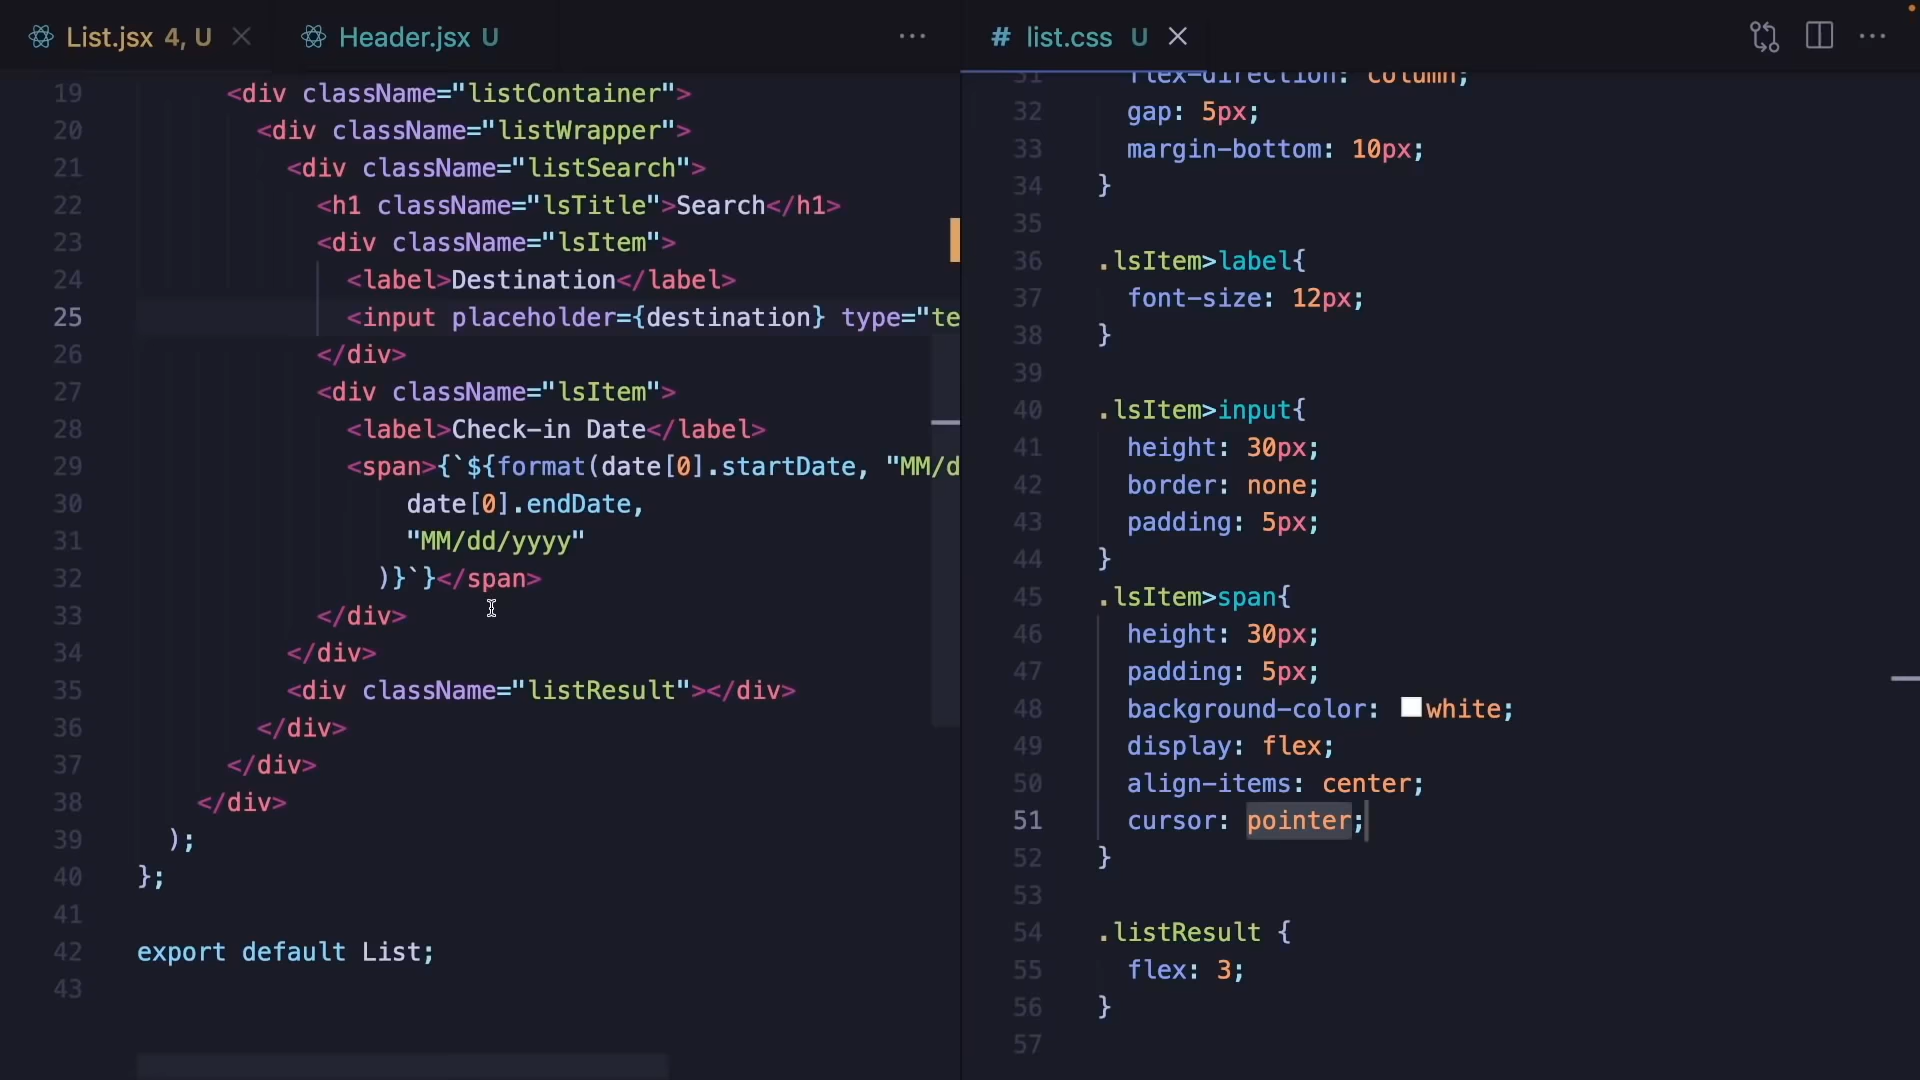 List.jsx 4, U
Header.jsx U
19 <div className="listContainer">
20 <div className="listWrapper">
21 <div className="listSearch">
22 <h1 className="lsTitle">Search</h1>
23 <div className="lsItem">
24 <label>Destination</label>
25 <input placeholder={destination} type="te
26 </div>
27 <div className="lsItem">
28 <label>Check-in Date</label>
29 <span>{`${format(date[0].startDate, "MM/d
30 date[0].endDate,
31 "MM/dd/yyyy"
32 )}`}</span>
33 </div>
34 </div>
35 <div className="listResult"></div>
36 </div>
37 </div>
38 </div>
39 );
40 };
41
42 export default List;
43
# list.css U
31 flex-direction: column;
32 gap: 5px;
33 margin-bottom: 10px;
34 }
35
36 .lsItem>label{
37 font-size: 12px;
38 }
39
40 .lsItem>input{
41 height: 30px;
42 border: none;
43 padding: 5px;
44 }
45 .lsItem>span{
46 height: 30px;
47 padding: 5px;
48 background-color: white;
49 display: flex;
50 align-items: center;
51 cursor: pointer;
52 }
53
54 .listResult {
55 flex: 3;
56 }
57